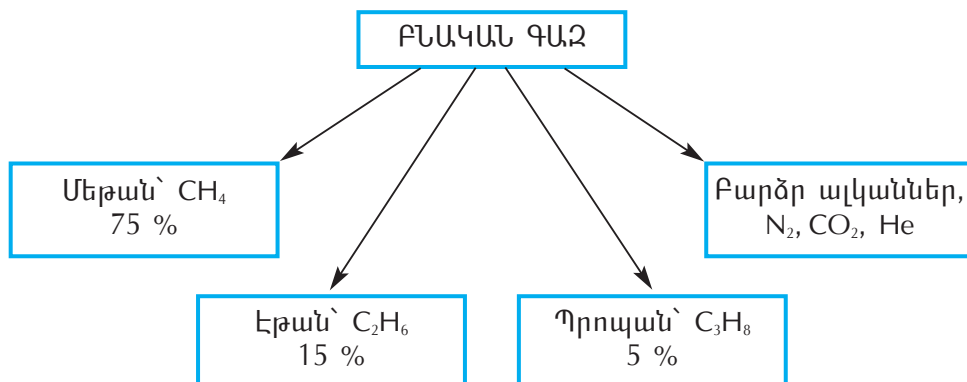 ԲՆԱԿԱՆ ԳԱԶ
Մեթան՝ CH₄
75 %
Բարձր ալկաններ,
N₂, CO₂, He
Էթան՝ C₂H₆
15 %
Պրոպան՝ C₃H₈
5 %